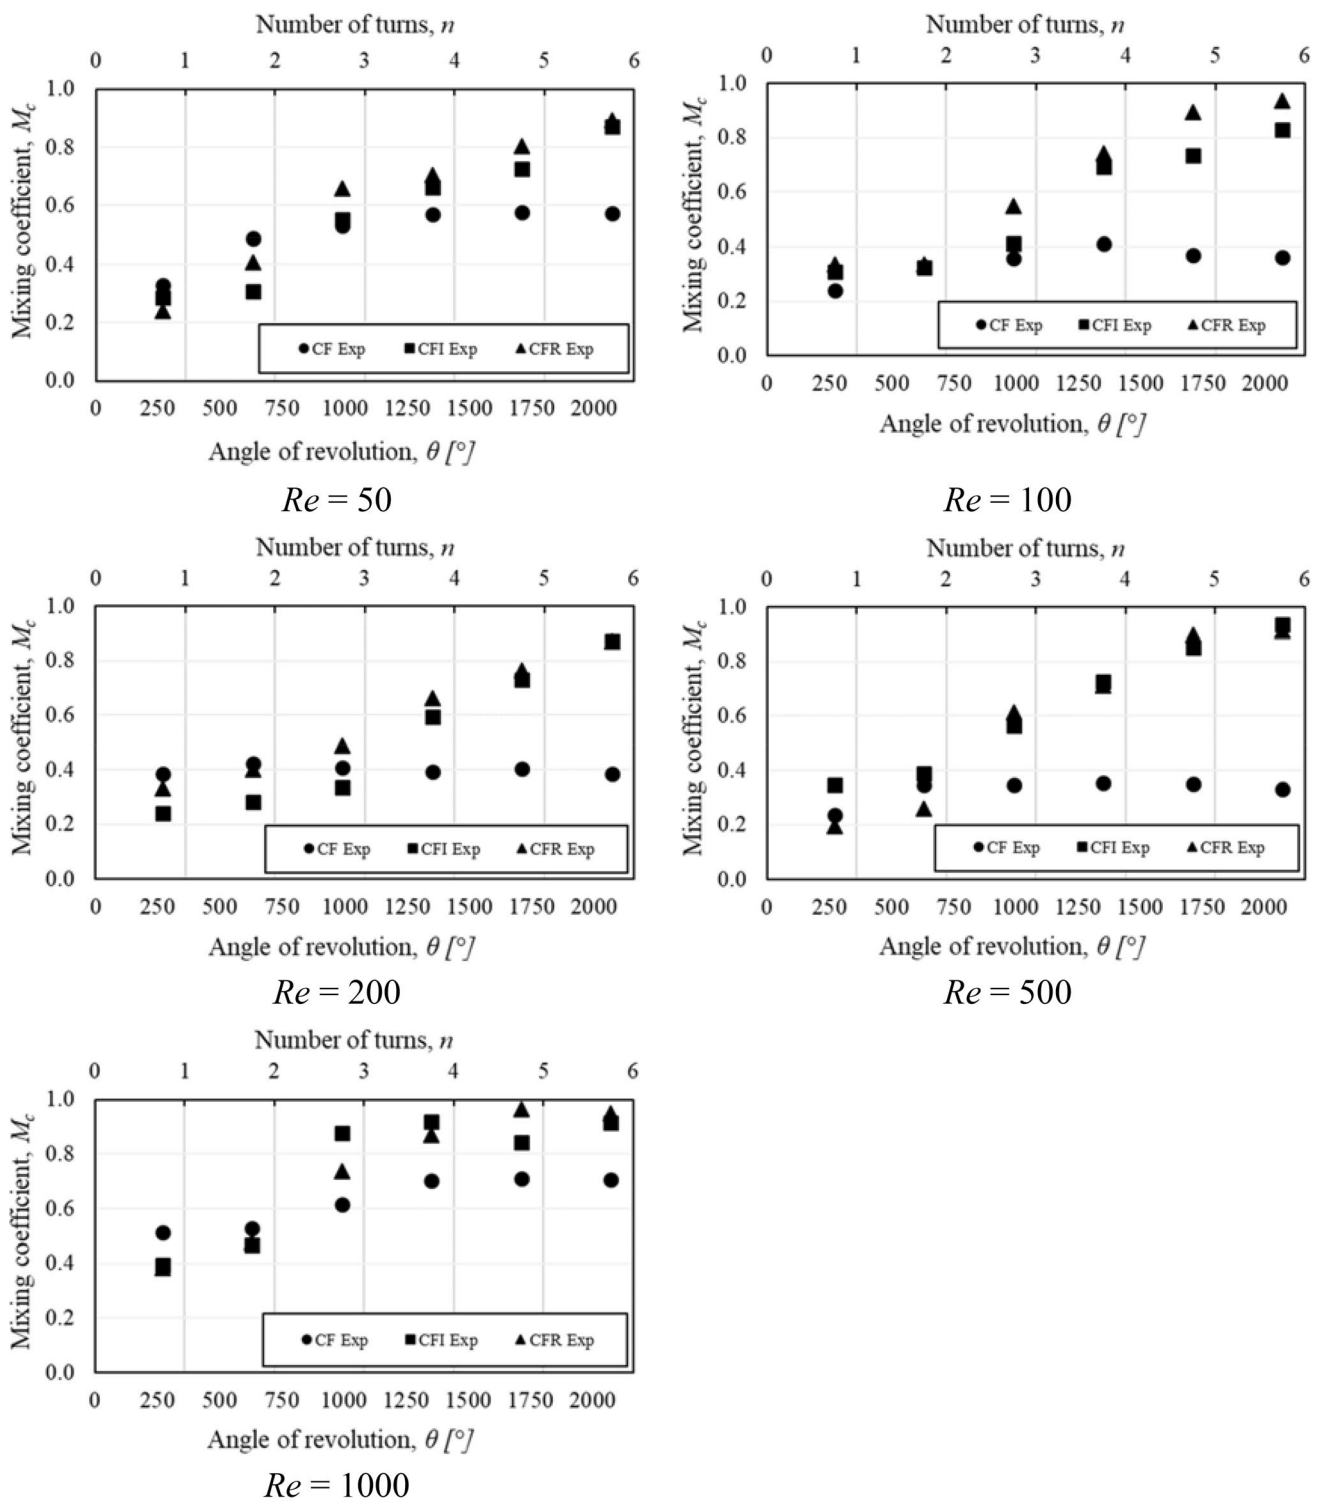 Number of turns, n
0 1 2 3 4 5 6
1.0
0.8
0.6
0.4
0.2
0.0
Mixing coefficient, Mc
CF Exp CFI Exp CFR Exp
0 250 500 750 1000 1250 1500 1750 2000
Angle of revolution, θ [°]
Re = 50
Number of turns, n
0 1 2 3 4 5 6
1.0
0.8
0.6
0.4
0.2
0.0
Mixing coefficient, Mc
CF Exp CFI Exp CFR Exp
0 250 500 750 1000 1250 1500 1750 2000
Angle of revolution, θ [°]
Re = 100
Number of turns, n
0 1 2 3 4 5 6
1.0
0.8
0.6
0.4
0.2
0.0
Mixing coefficient, Mc
CF Exp CFI Exp CFR Exp
0 250 500 750 1000 1250 1500 1750 2000
Angle of revolution, θ [°]
Re = 200
Number of turns, n
0 1 2 3 4 5 6
1.0
0.8
0.6
0.4
0.2
0.0
Mixing coefficient, Mc
CF Exp CFI Exp CFR Exp
0 250 500 750 1000 1250 1500 1750 2000
Angle of revolution, θ [°]
Re = 500
Number of turns, n
0 1 2 3 4 5 6
1.0
0.8
0.6
0.4
0.2
0.0
Mixing coefficient, Mc
CF Exp CFI Exp CFR Exp
0 250 500 750 1000 1250 1500 1750 2000
Angle of revolution, θ [°]
Re = 1000